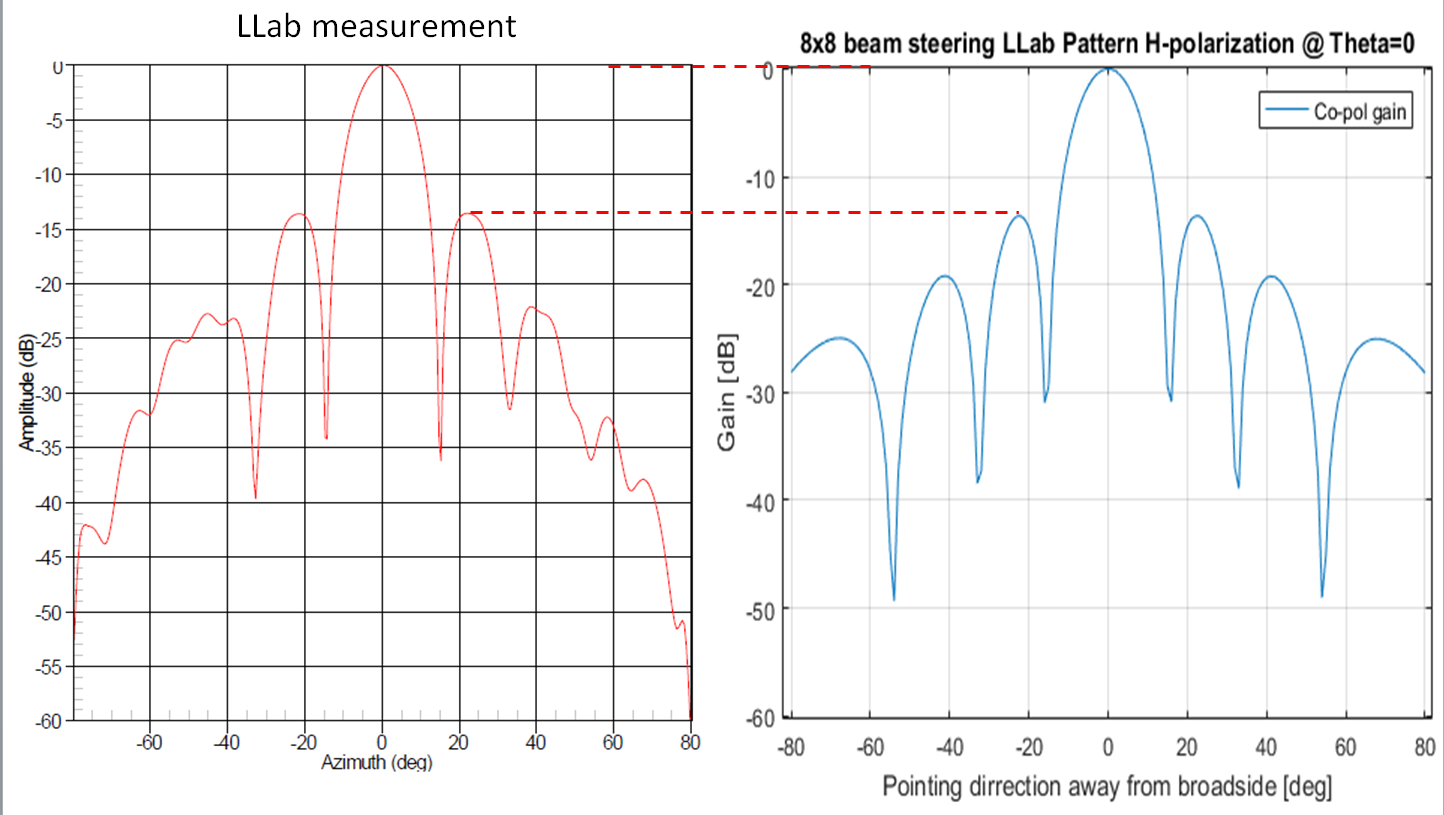 LLab measurement
0
-5
-10
-15
-20
-25
-30
-35
-40
-45
-50
-55
-60
Amplitude (dB)
-60 -40 -20 0 20 40 60 80
Azimuth (deg)
8x8 beam steering LLab Pattern H-polarization @ Theta=0
Co-pol gain
0
-10
-20
-30
-40
-50
-60
Gain [dB]
-80 -60 -40 -20 0 20 40 60 80
Pointing dirrection away from broadside [deg]